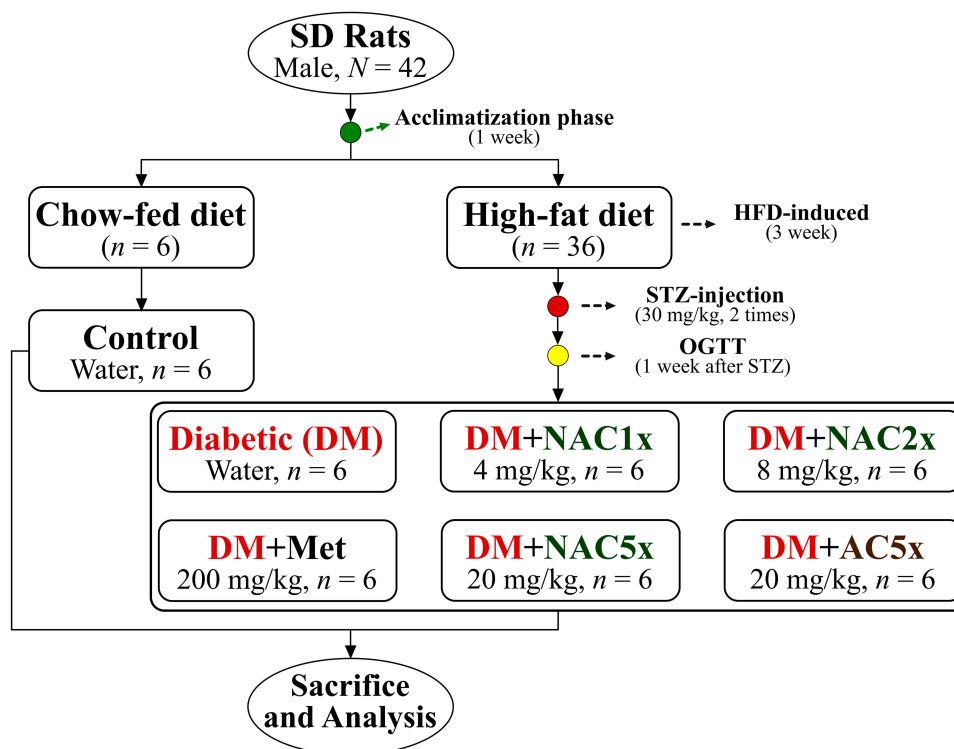 SD Rats
Male, N = 42
Acclimatization phase
(1 week)
Chow-fed diet
(n = 6)
High-fat diet
(n = 36)
HFD-induced
(3 week)
STZ-injection
(30 mg/kg, 2 times)
Control
Water, n = 6
OGTT
(1 week after STZ)
Diabetic (DM)
Water, n = 6
DM+NAC1x
4 mg/kg, n = 6
DM+NAC2x
8 mg/kg, n = 6
DM+Met
200 mg/kg, n = 6
DM+NAC5x
20 mg/kg, n = 6
DM+AC5x
20 mg/kg, n = 6
Sacrifice
and Analysis